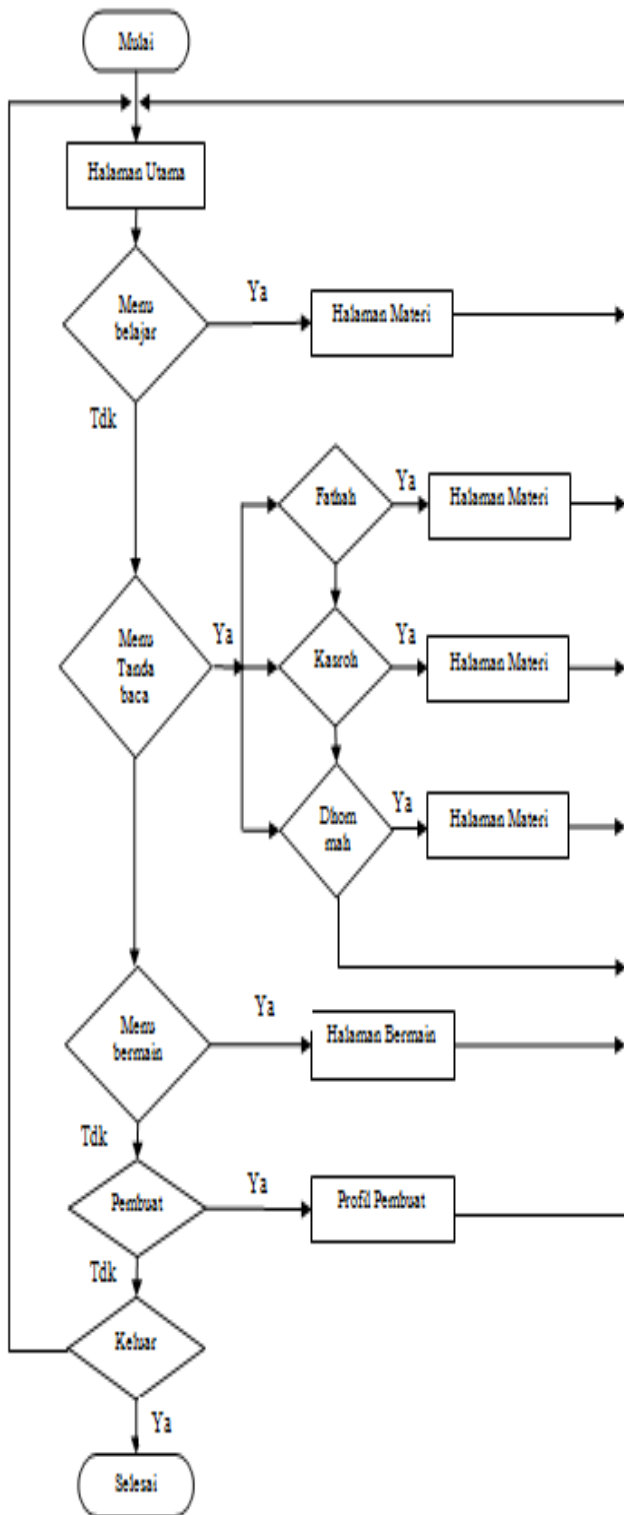 Mulai
Halaman Utama
Menu
belajar
Ya
Halaman Materi
Tdk
Fathah
Ya
Halaman Materi
Menu
Tanda
baca
Ya
Kasroh
Ya
Halaman Materi
Dhom
mah
Ya
Halaman Materi
Menu
bermain
Ya
Halaman Bermain
Tdk
Pembuat
Ya
Profil Pembuat
Tdk
Keluar
Ya
Selesai